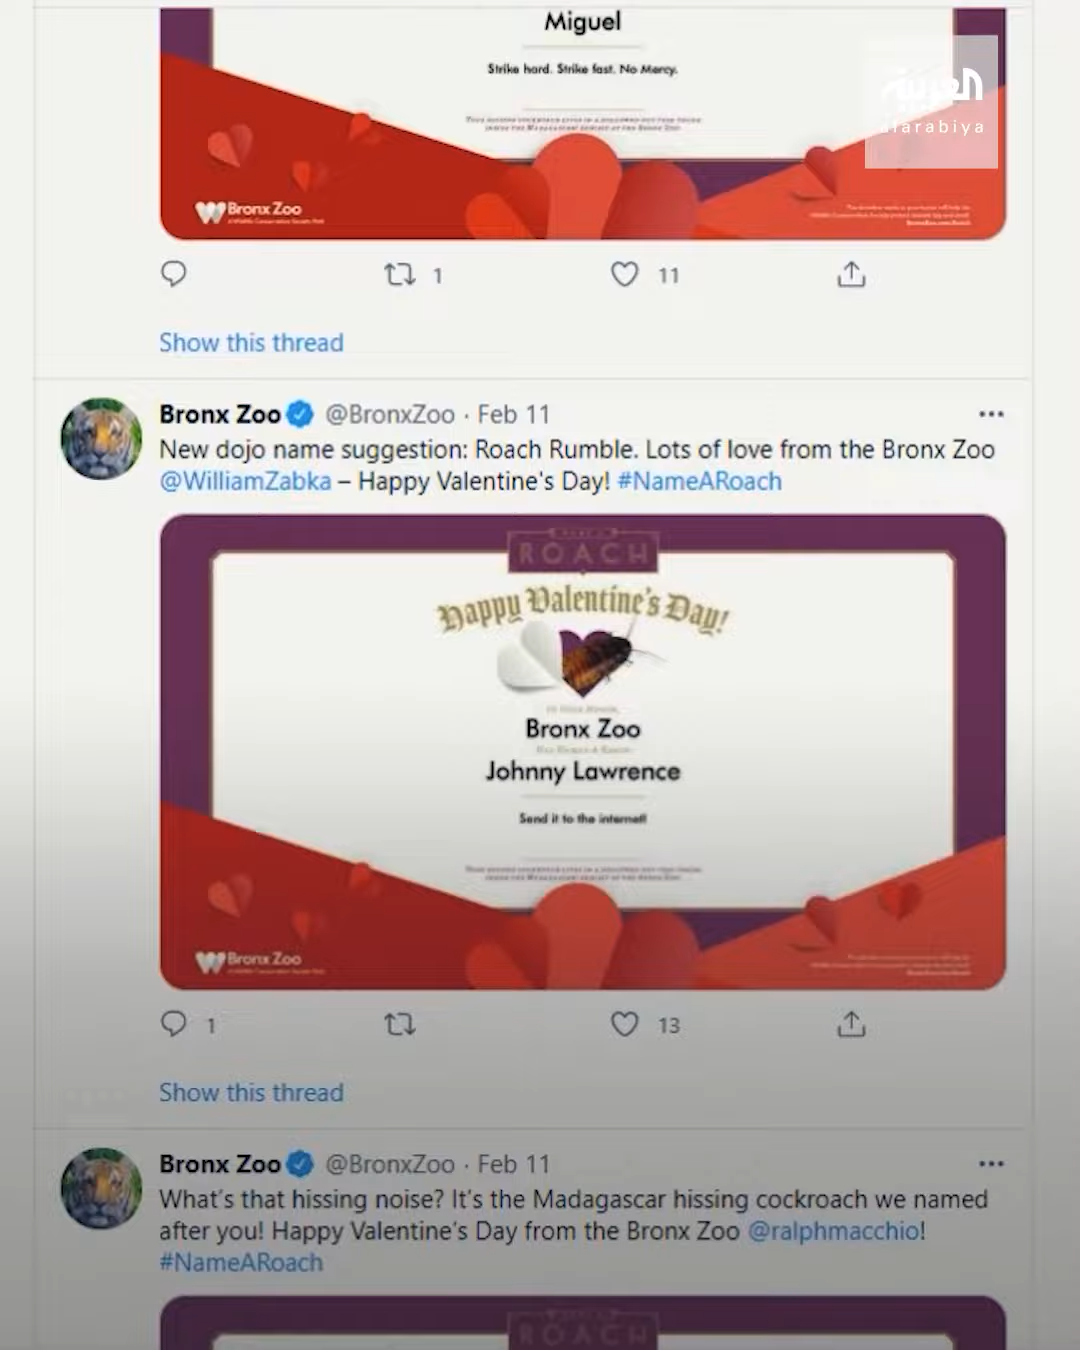 Miguel
Strike hard. Strike fast. No Mercy.
العربية
alarabiya
Bronx Zoo
1
11
Show this thread
Bronx Zoo @BronxZoo · Feb 11
New dojo name suggestion: Roach Rumble. Lots of love from the Bronx Zoo
@WilliamZabka – Happy Valentine's Day! #NameARoach
ROACH
Happy Valentine's Day!
Bronx Zoo
Johnny Lawrence
Send it to the internet!
Bronx Zoo
1
13
Show this thread
Bronx Zoo @BronxZoo · Feb 11
What's that hissing noise? It's the Madagascar hissing cockroach we named
after you! Happy Valentine's Day from the Bronx Zoo @ralphmacchio!
#NameARoach
ROACH